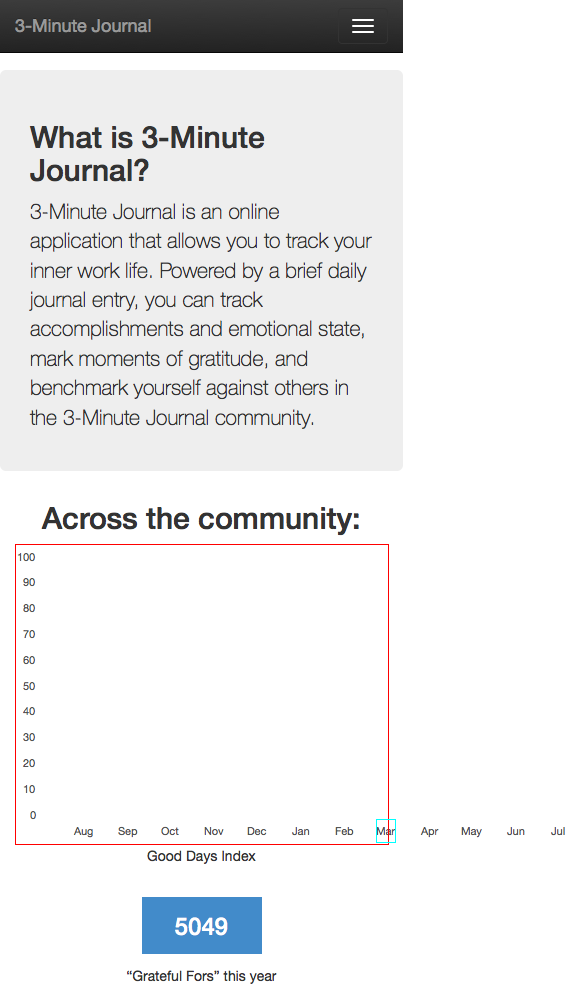 3-Minute Journal
What is 3-Minute
Journal?
3-Minute Journal is an online
application that allows you to track your
inner work life. Powered by a brief daily
journal entry, you can track
accomplishments and emotional state,
mark moments of gratitude, and
benchmark yourself against others in
the 3-Minute Journal community.
Across the community:
100
90
80
70
60
50
40
30
20
10
0
Aug Sep Oct Nov Dec Jan Feb Mar Apr May Jun Jul
Good Days Index
5049
“Grateful Fors” this year